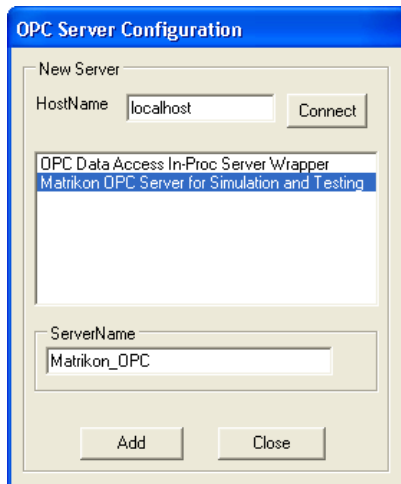 OPC Server Configuration
New Server
HostName localhost Connect
OPC Data Access In-Proc Server Wrapper
Matrikon OPC Server for Simulation and Testing
ServerName
Matrikon_OPC
Add Close